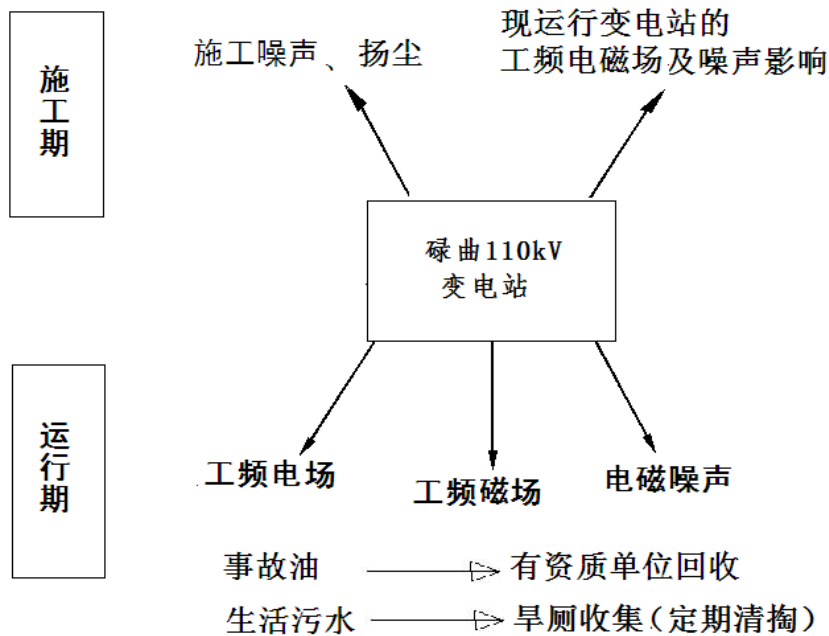 施工期
施工噪声、扬尘
现运行变电站的
工频电磁场及噪声影响
碌曲110kV
变电站
运行期
工频电场
工频磁场
电磁噪声
事故油
有资质单位回收
生活污水
旱厕收集(定期清掏)